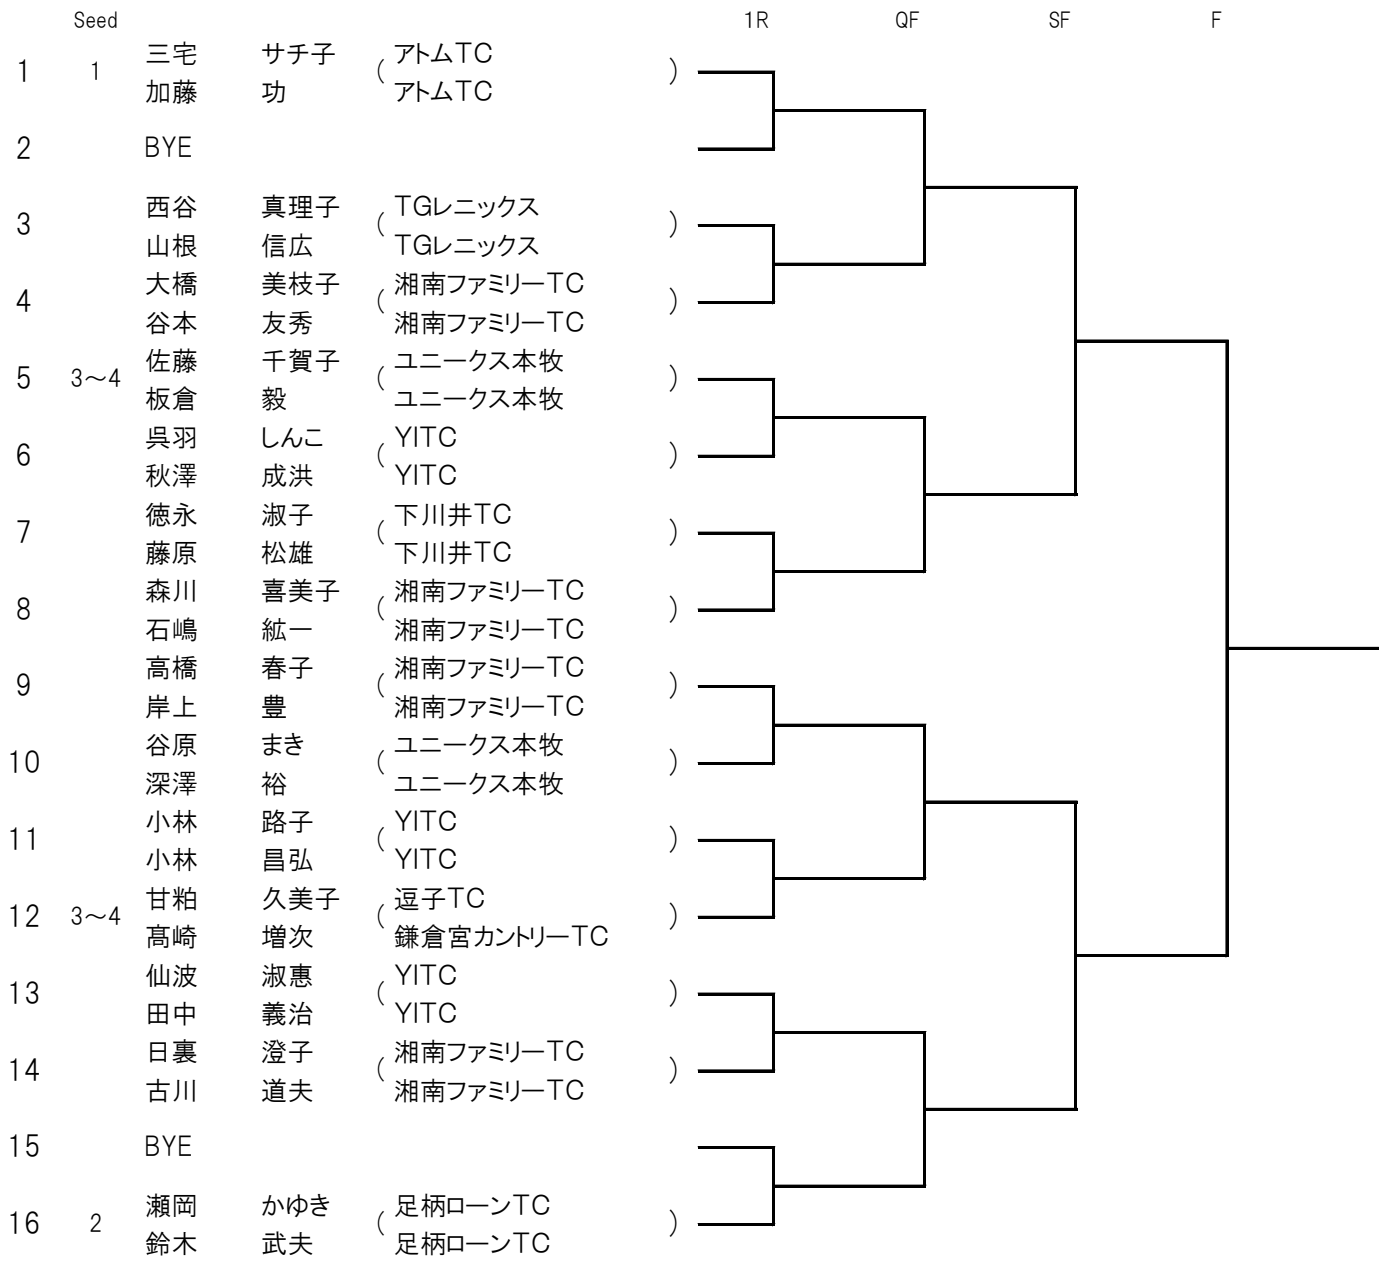 Seed 1R QF SF F
三宅 サチ子 アトムTC
1 1 ( )
加藤 功 アトムTC
2 BYE
西谷 真理子 TGレニックス
3 ( )
山根 信広 TGレニックス
大橋 美枝子 湘南ファミリーTC
4 ( )
谷本 友秀 湘南ファミリーTC
佐藤 千賀子 ユニークス本牧
5 3～4 ( )
板倉 毅 ユニークス本牧
呉羽 しんこ YITC
6 ( )
秋澤 成洪 YITC
徳永 淑子 下川井TC
7 ( )
藤原 松雄 下川井TC
森川 喜美子 湘南ファミリーTC
8 ( )
石嶋 紘一 湘南ファミリーTC
高橋 春子 湘南ファミリーTC
9 ( )
岸上 豊 湘南ファミリーTC
谷原 まき ユニークス本牧
10 ( )
深澤 裕 ユニークス本牧
小林 路子 YITC
11 ( )
小林 昌弘 YITC
甘粕 久美子 逗子TC
12 3～4 ( )
髙崎 増次 鎌倉宮カントリーTC
仙波 淑惠 YITC
13 ( )
田中 義治 YITC
日裏 澄子 湘南ファミリーTC
14 ( )
古川 道夫 湘南ファミリーTC
15 BYE
瀬岡 かゆき 足柄ローンTC
16 2 ( )
鈴木 武夫 足柄ローンTC